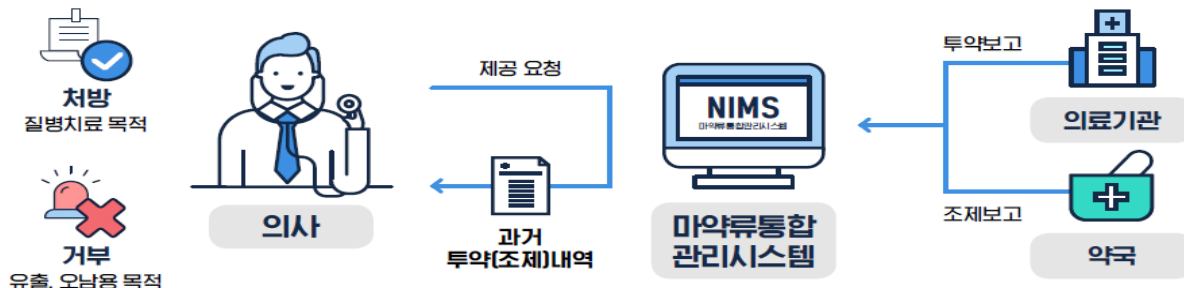 처방
질병치료 목적
거부
유출, 오남용 목적
의사
제공 요청
과거
투약(조제)내역
NIMS
마약류통합관리시스템
마약류통합
관리시스템
투약보고
의료기관
조제보고
약국